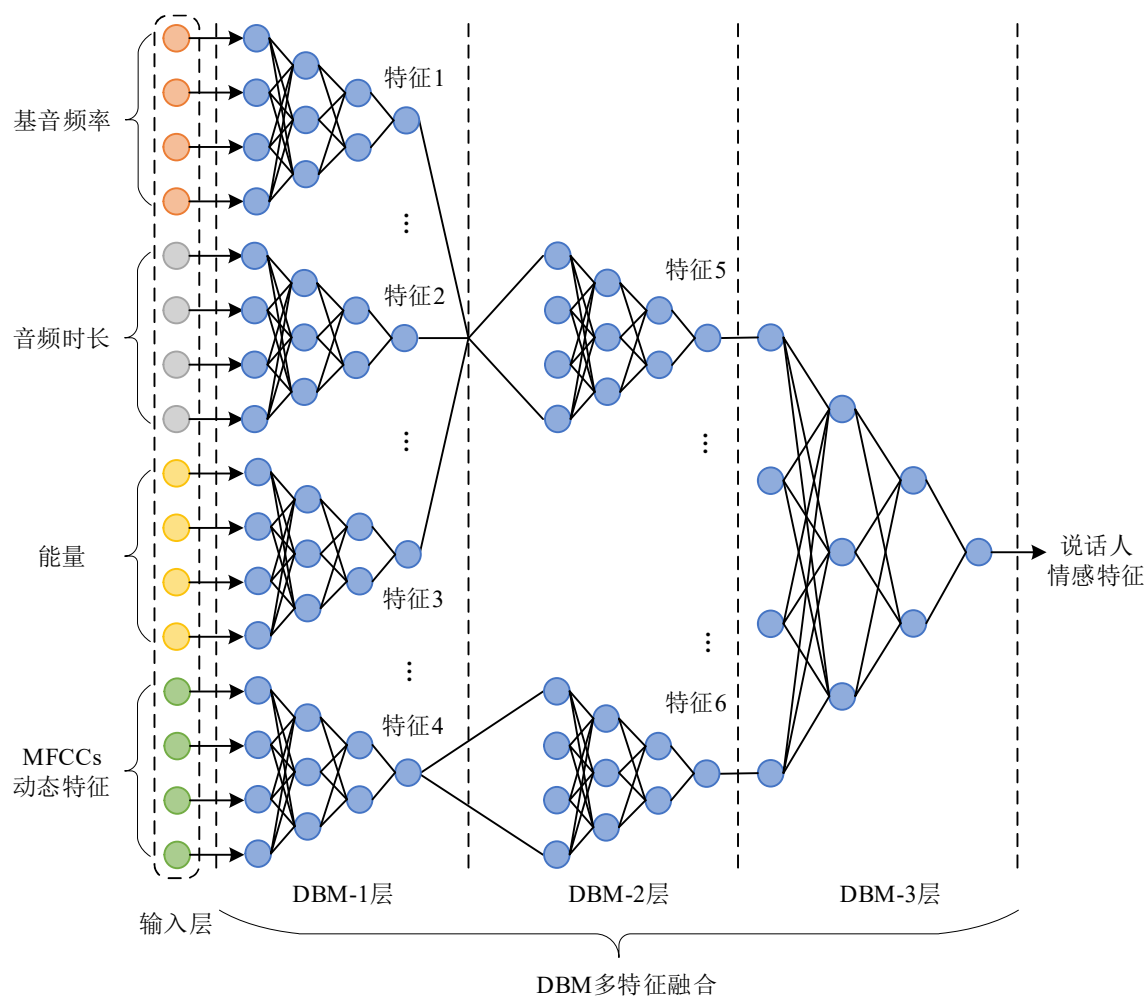 基音频率
音频时长
能量
MFCCs
动态特征
特征1
特征2
特征3
特征4
特征5
特征6
说话人
情感特征
DBM-1层
DBM-2层
DBM-3层
输入层
DBM多特征融合